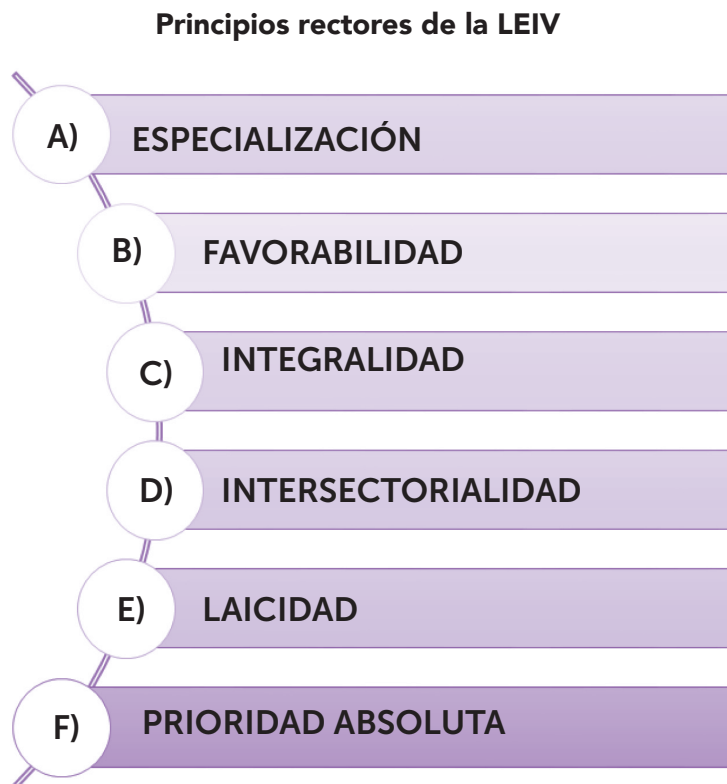 Principios rectores de la LEIV
A) ESPECIALIZACIÓN
B) FAVORABILIDAD
C) INTEGRALIDAD
D) INTERSECTORIALIDAD
E) LAICIDAD
F) PRIORIDAD ABSOLUTA